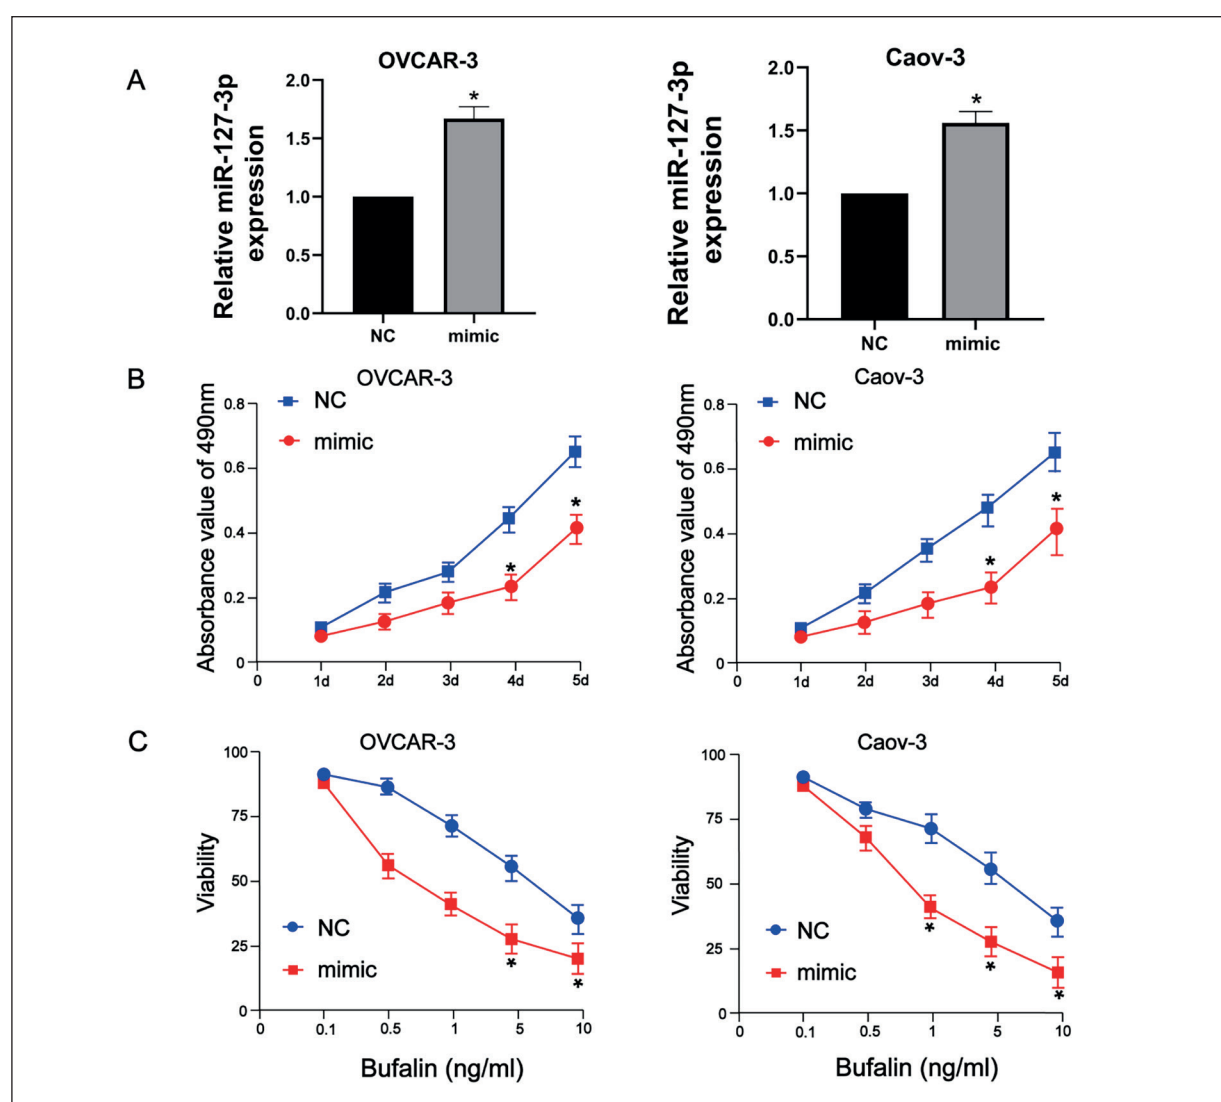 A
OVCAR-3
Relative miR-127-3p
expression
2.0
1.5
1.0
0.5
0.0
*
NC
mimic
Caov-3
Relative miR-127-3p
expression
2.0
1.5
1.0
0.5
0.0
*
NC
mimic
B
OVCAR-3
NC
mimic
Absorbance value of 490nm
0.8
0.6
0.4
0.2
0
*
*
0
1d
2d
3d
4d
5d
Caov-3
NC
mimic
Absorbance value of 490nm
0.8
0.6
0.4
0.2
0
*
*
0
1d
2d
3d
4d
5d
C
OVCAR-3
Viability
100
75
50
25
0
NC
mimic
*
*
0
0.1
0.5
1
5
10
Bufalin (ng/ml)
Caov-3
Viability
100
75
50
25
0
NC
mimic
*
*
*
0
0.1
0.5
1
5
10
Bufalin (ng/ml)